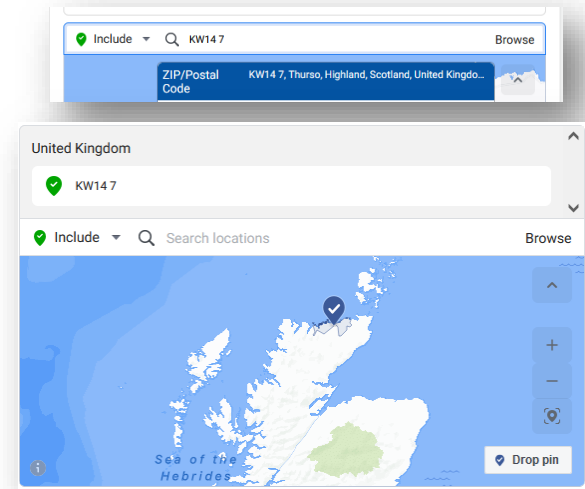 Include KW14 7 Browse
ZIP/Postal Code KW14 7, Thurso, Highland, Scotland, United Kingdo...
United Kingdom
KW14 7
Include Search locations Browse
Sea of the
Hebrides
Drop pin